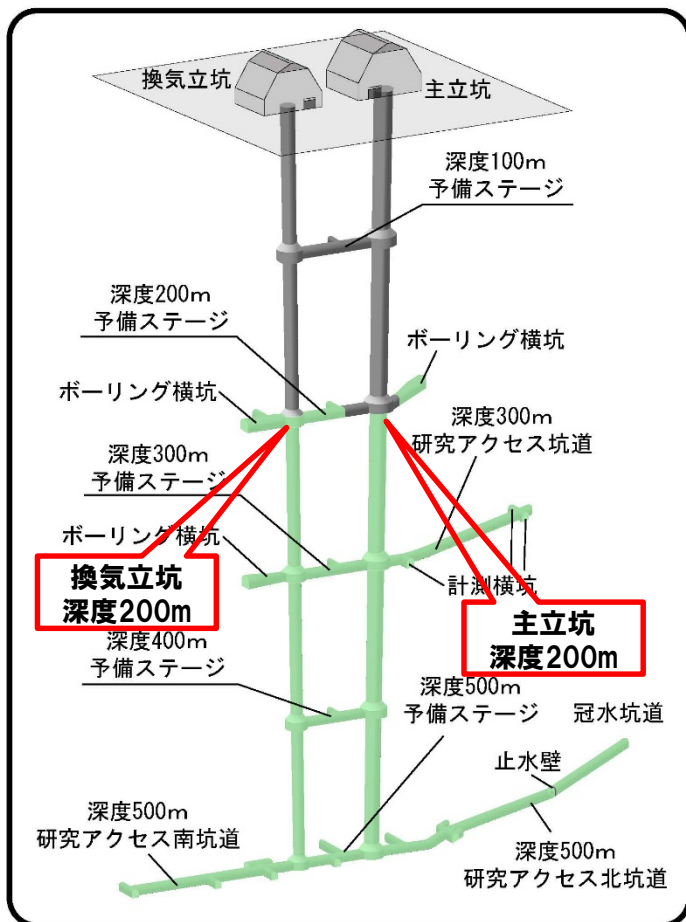 換気立坑
主立坑
深度100m
予備ステージ
深度200m
予備ステージ
ボーリング横坑
ボーリング横坑
深度300m
研究アクセス坑道
深度300m
予備ステージ
ボーリング横坑
換気立坑
深度200m
計測横坑
主立坑
深度200m
深度400m
予備ステージ
深度500m
予備ステージ
冠水坑道
止水壁
深度500m
研究アクセス南坑道
深度500m
研究アクセス北坑道